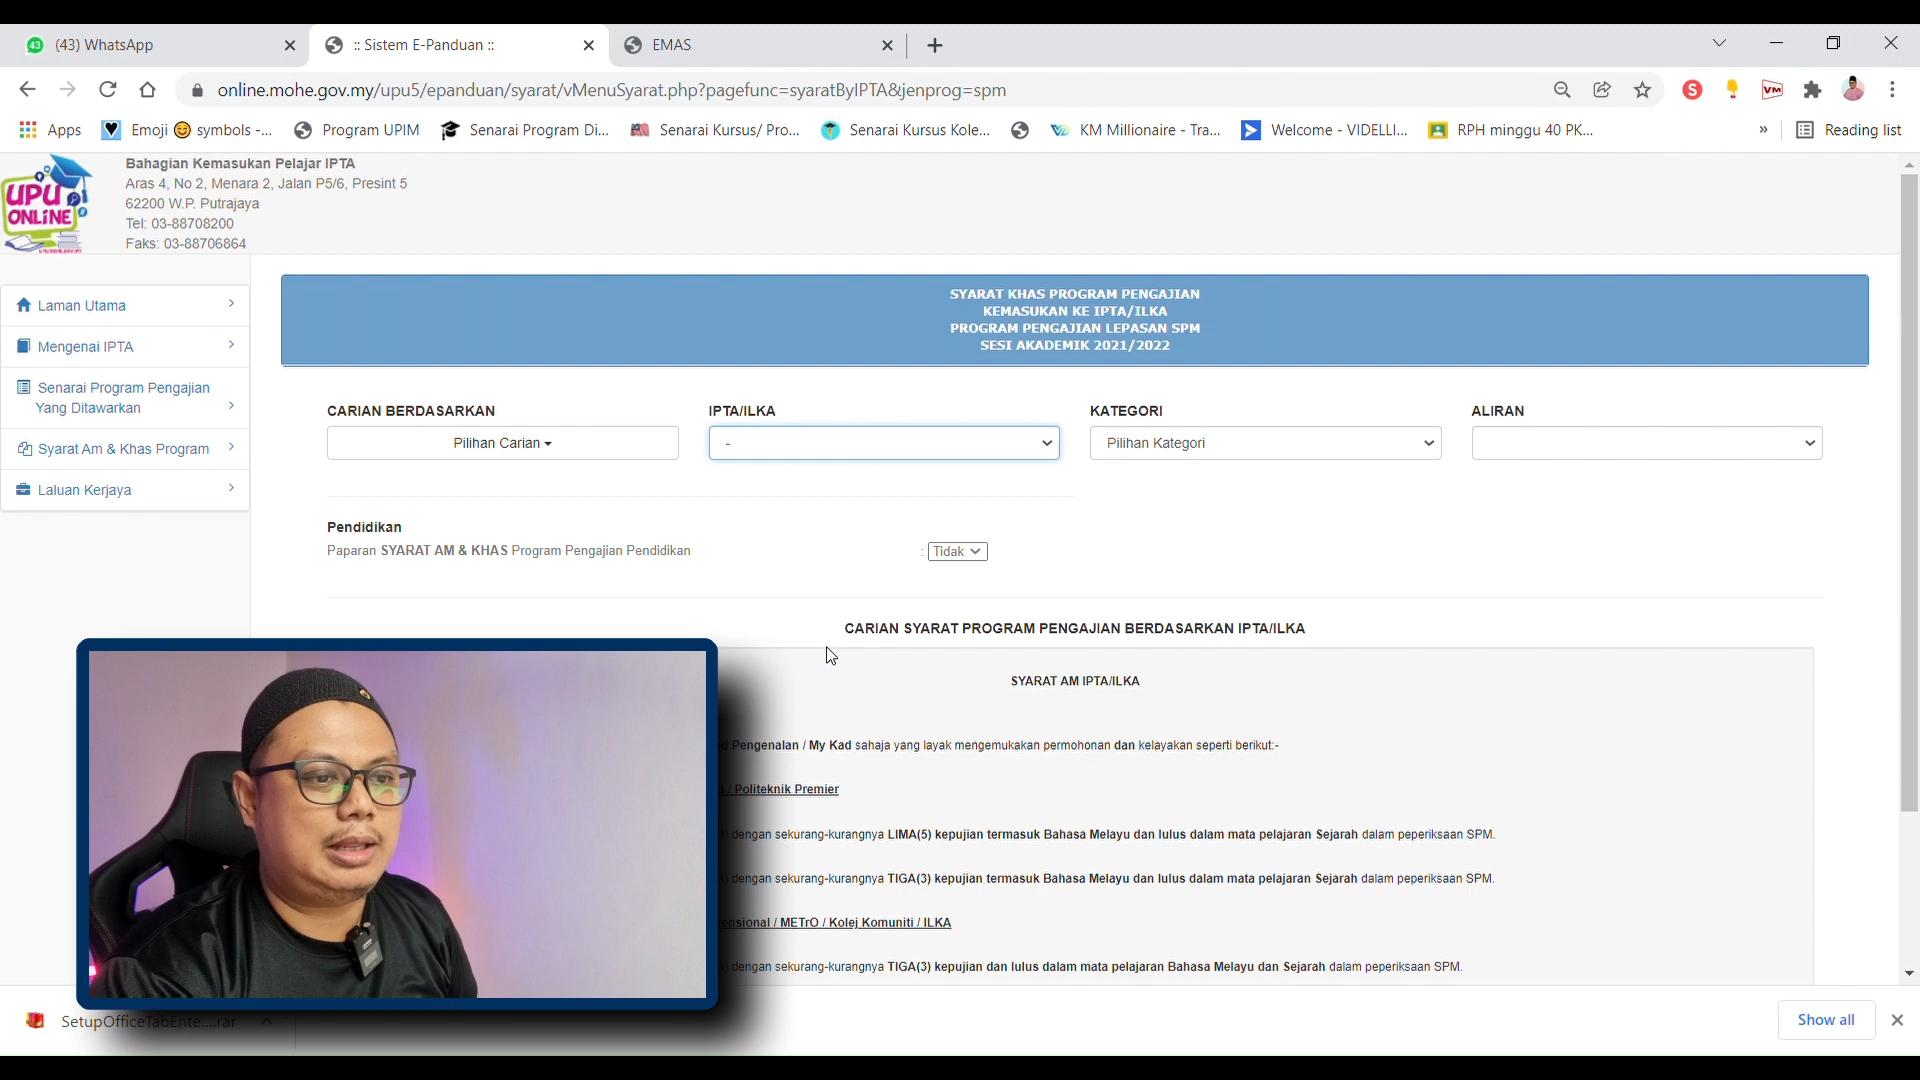 (43) WhatsApp
:: Sistem E-Panduan ::
EMAS
online.mohe.gov.my/upu5/epanduan/syarat/vMenuSyarat.php?pagefunc=syaratByIPTA&jenprog=spm
Apps
Emoji 😊 symbols -...
Program UPIM
Senarai Program Di...
Senarai Kursus/ Pro...
Senarai Kursus Kole...
KM Millionaire - Tra...
Welcome - VIDELLI...
RPH minggu 40 PK...
»
Reading list
UPU
ONLINE
Bahagian Kemasukan Pelajar IPTA
Aras 4, No 2, Menara 2, Jalan P5/6, Presint 5
62200 W.P. Putrajaya
Tel: 03-88708200
Faks: 03-88706864
Laman Utama
Mengenai IPTA
Senarai Program Pengajian
Yang Ditawarkan
Syarat Am & Khas Program
Laluan Kerjaya
SYARAT KHAS PROGRAM PENGAJIAN
KEMASUKAN KE IPTA/ILKA
PROGRAM PENGAJIAN LEPASAN SPM
SESI AKADEMIK 2021/2022
CARIAN BERDASARKAN
IPTA/ILKA
KATEGORI
ALIRAN
Pilihan Carian
-
Pilihan Kategori
Pendidikan
Paparan SYARAT AM & KHAS Program Pengajian Pendidikan
: Tidak
CARIAN SYARAT PROGRAM PENGAJIAN BERDASARKAN IPTA/ILKA
SYARAT AM IPTA/ILKA
Pengenalan / My Kad sahaja yang layak mengemukakan permohonan dan kelayakan seperti berikut:-
/ Politeknik Premier
dengan sekurang-kurangnya LIMA(5) kepujian termasuk Bahasa Melayu dan lulus dalam mata pelajaran Sejarah dalam peperiksaan SPM.
dengan sekurang-kurangnya TIGA(3) kepujian termasuk Bahasa Melayu dan lulus dalam mata pelajaran Sejarah dalam peperiksaan SPM.
/ METrO / Kolej Komuniti / ILKA
dengan sekurang-kurangnya TIGA(3) kepujian dan lulus dalam mata pelajaran Bahasa Melayu dan Sejarah dalam peperiksaan SPM.
SetupOfficeTabEnte....rar
Show all